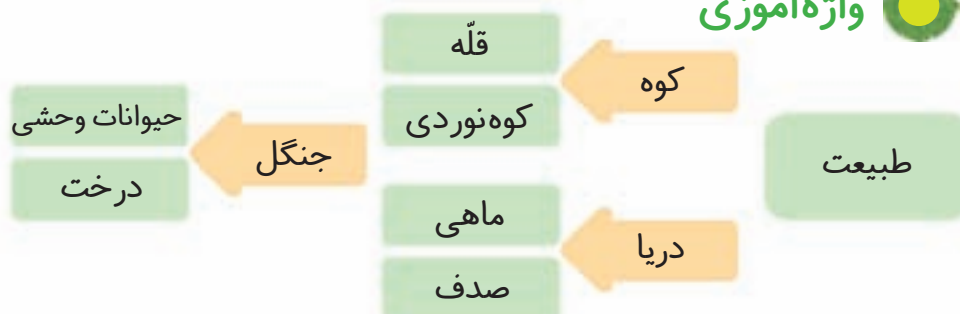 واژه‌آموزی
طبیعت
کوه
قلّه
کوه‌نوردی
دریا
ماهی
صدف
جنگل
حیوانات وحشی
درخت